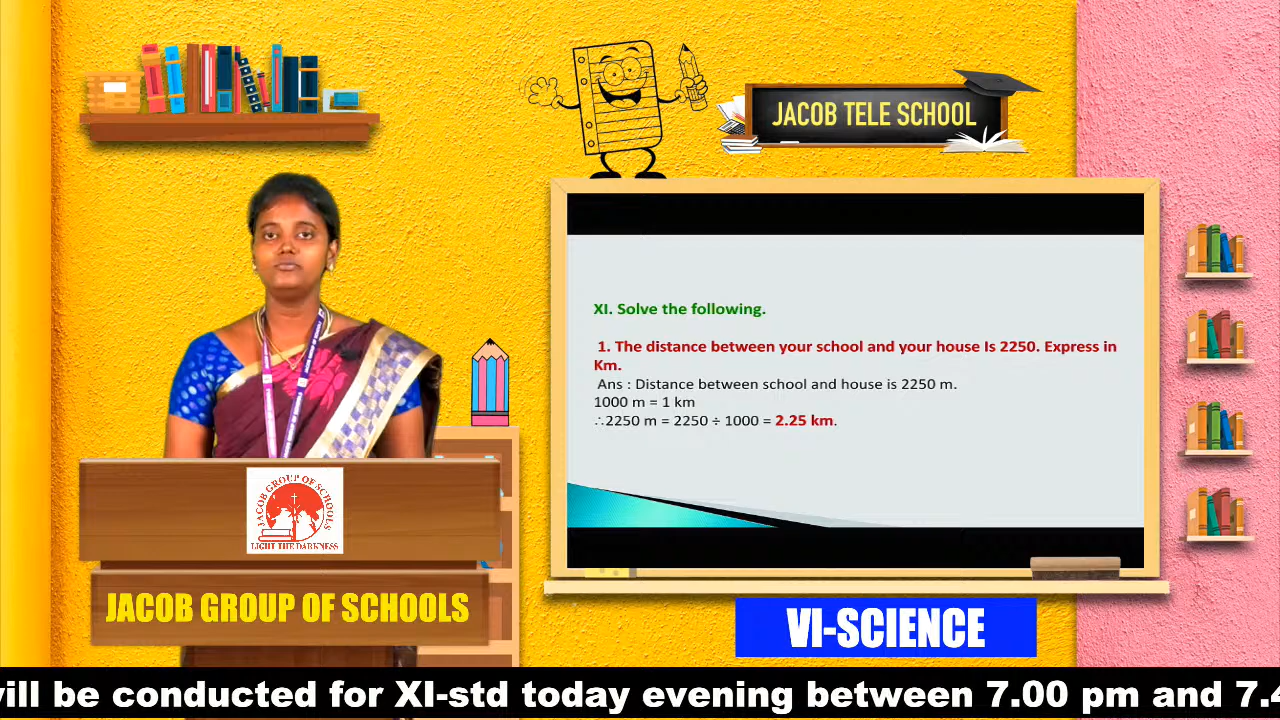 JACOB TELE SCHOOL
XI. Solve the following.
1. The distance between your school and your house Is 2250. Express in
Km.
Ans : Distance between school and house is 2250 m.
1000 m = 1 km
∴2250 m = 2250 ÷ 1000 = 2.25 km.
JACOB GROUP OF SCHOOLS
LIGHT THE DARKNESS
JACOB GROUP OF SCHOOLS
VI-SCIENCE
will be conducted for XI-std today evening between 7.00 pm and 7.4